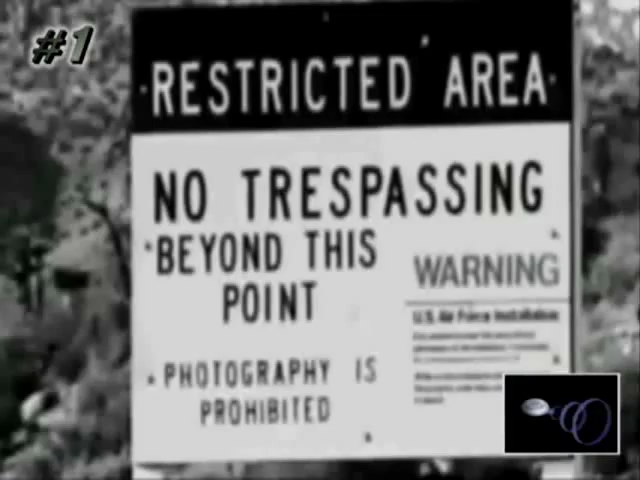 #1
RESTRICTED AREA
NO TRESPASSING
BEYOND THIS
POINT
WARNING
U.S. Air Force Installation
PHOTOGRAPHY IS
PROHIBITED